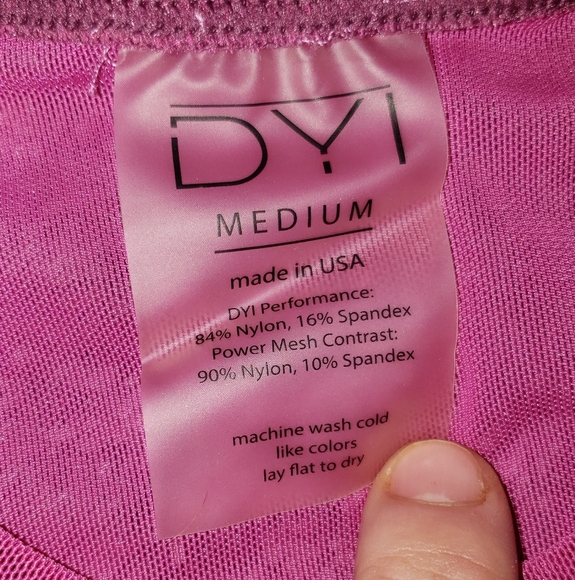 DYI
MEDIUM
made in USA
DYI Performance:
84% Nylon, 16% Spandex
Power Mesh Contrast:
90% Nylon, 10% Spandex
machine wash cold
like colors
lay flat to dry